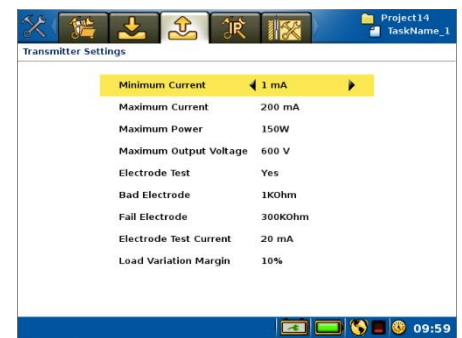 Project14
TaskName_1
Transmitter Settings
Minimum Current 1 mA
Maximum Current 200 mA
Maximum Power 150W
Maximum Output Voltage 600 V
Electrode Test Yes
Bad Electrode 1KOhm
Fail Electrode 300KOhm
Electrode Test Current 20 mA
Load Variation Margin 10%
09:59